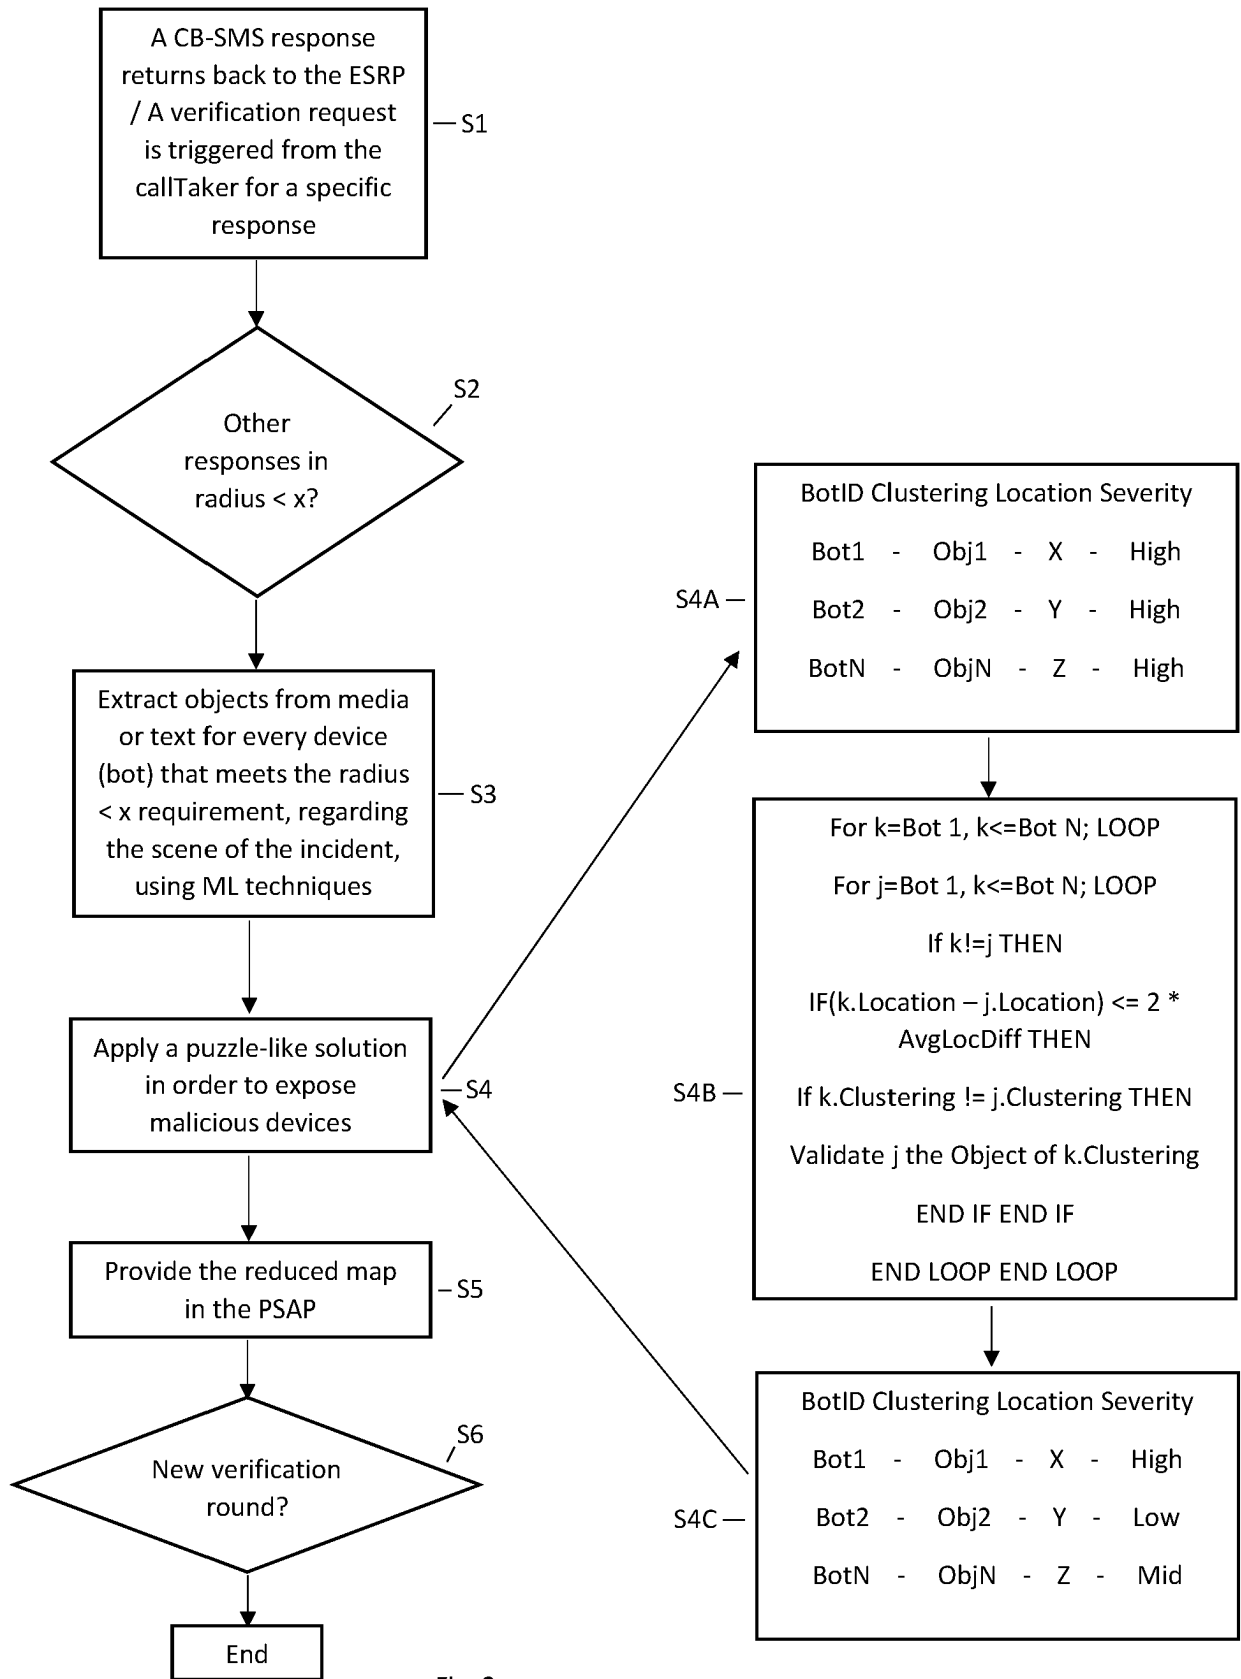 A CB-SMS response
returns back to the ESRP
/ A verification request
is triggered from the
callTaker for a specific
response
S1
Other
responses in
radius < x?
S2
Extract objects from media
or text for every device
(bot) that meets the radius
< x requirement, regarding
the scene of the incident,
using ML techniques
S3
Apply a puzzle-like solution
in order to expose
malicious devices
S4
Provide the reduced map
in the PSAP
S5
New verification
round?
S6
End
BotID Clustering Location Severity
Bot1 - Obj1 - X - High
Bot2 - Obj2 - Y - High
BotN - ObjN - Z - High
S4A
For k=Bot 1, k<=Bot N; LOOP
For j=Bot 1, k<=Bot N; LOOP
If k!=j THEN
IF(k.Location – j.Location) <= 2 *
AvgLocDiff THEN
If k.Clustering != j.Clustering THEN
Validate j the Object of k.Clustering
END IF END IF
END LOOP END LOOP
S4B
BotID Clustering Location Severity
Bot1 - Obj1 - X - High
Bot2 - Obj2 - Y - Low
BotN - ObjN - Z - Mid
S4C